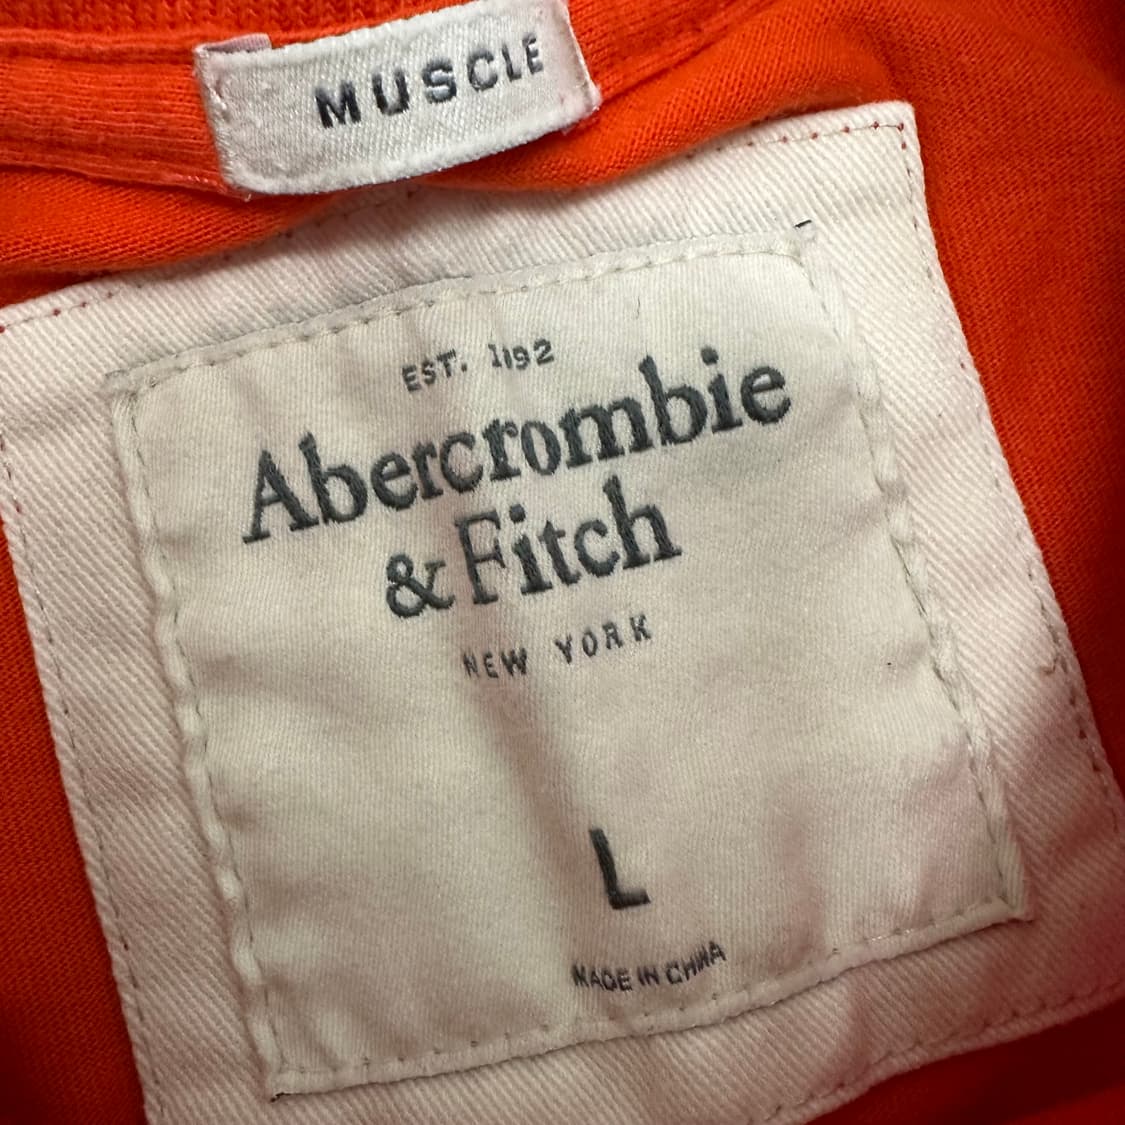 MUSCLE
EST. 1892
Abercrombie
& Fitch
NEW YORK
L
MADE IN CHINA